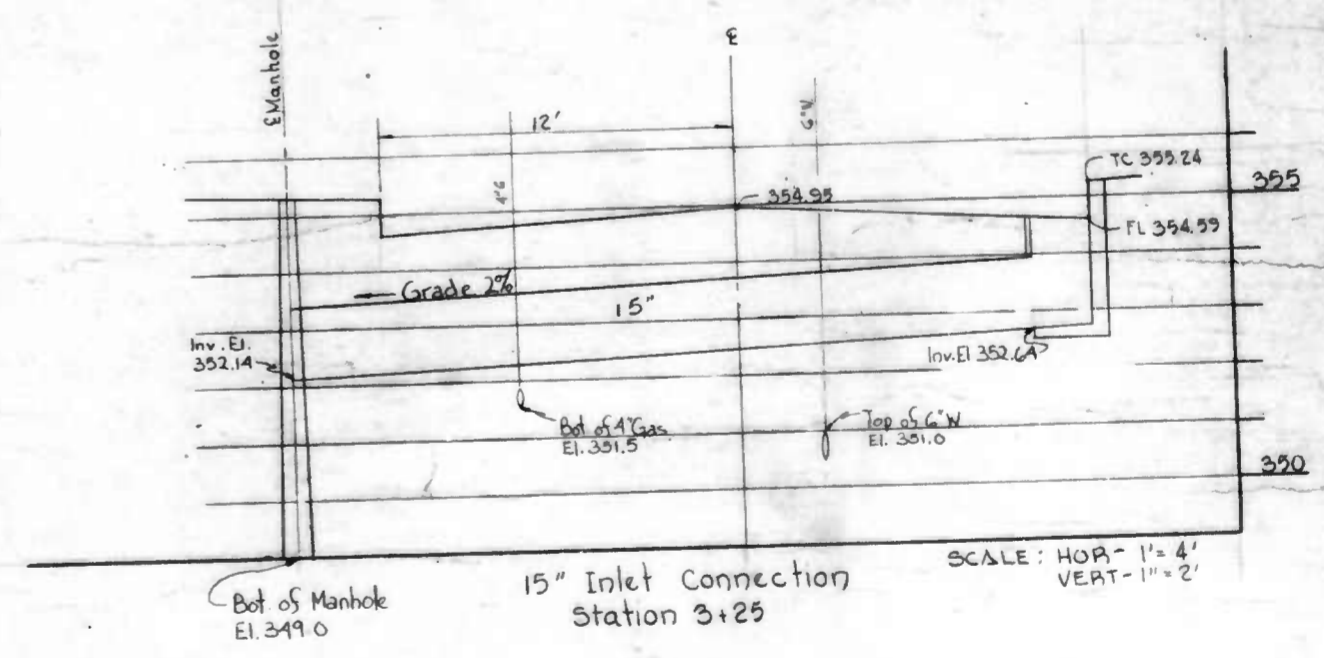 ℄ Manhole
℄
12'
6"W
4"G
TC 355.24
354.95
355
FL 354.59
Grade 2%
15"
Inv. El.
352.14
Inv. El 352.64
Bot. of 4" Gas
El. 351.5
Top of 6" W
El. 351.0
350
SCALE: HOR- 1'= 4'
VERT-1"=2'
15" Inlet Connection
Station 3+25
Bot. of Manhole
El. 349.0